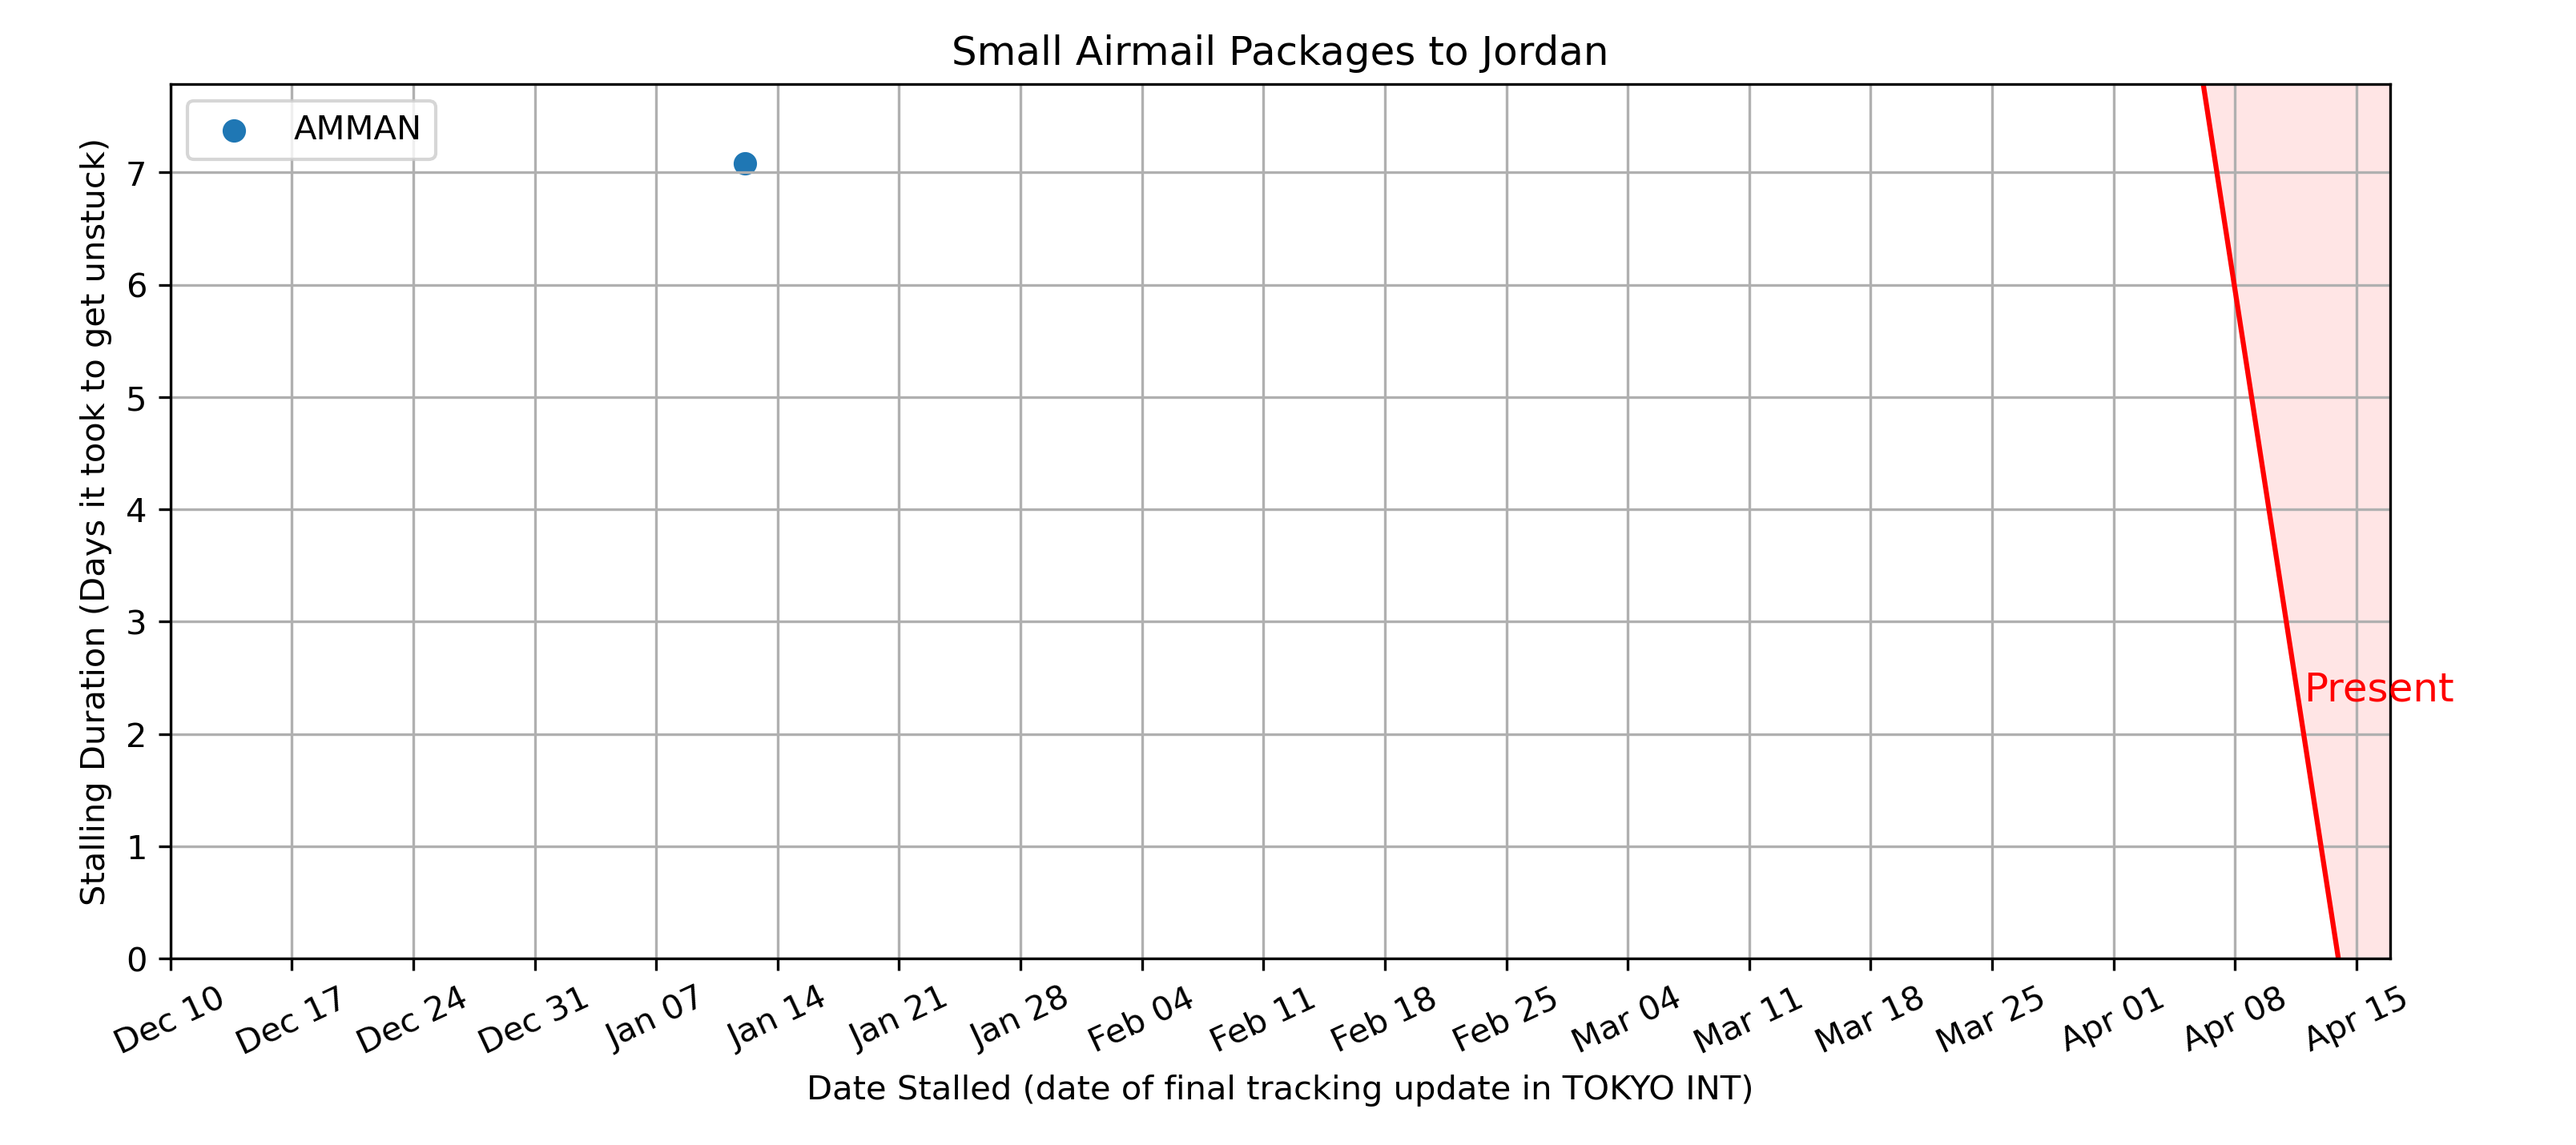 Small Airmail Packages to Jordan
AMMAN
Stalling Duration (Days it took to get unstuck)
7
6
5
4
3
2
1
0
Present
Dec 10
Dec 17
Dec 24
Dec 31
Jan 07
Jan 14
Jan 21
Jan 28
Feb 04
Feb 11
Feb 18
Feb 25
Mar 04
Mar 11
Mar 18
Mar 25
Apr 01
Apr 08
Apr 15
Date Stalled (date of final tracking update in TOKYO INT)